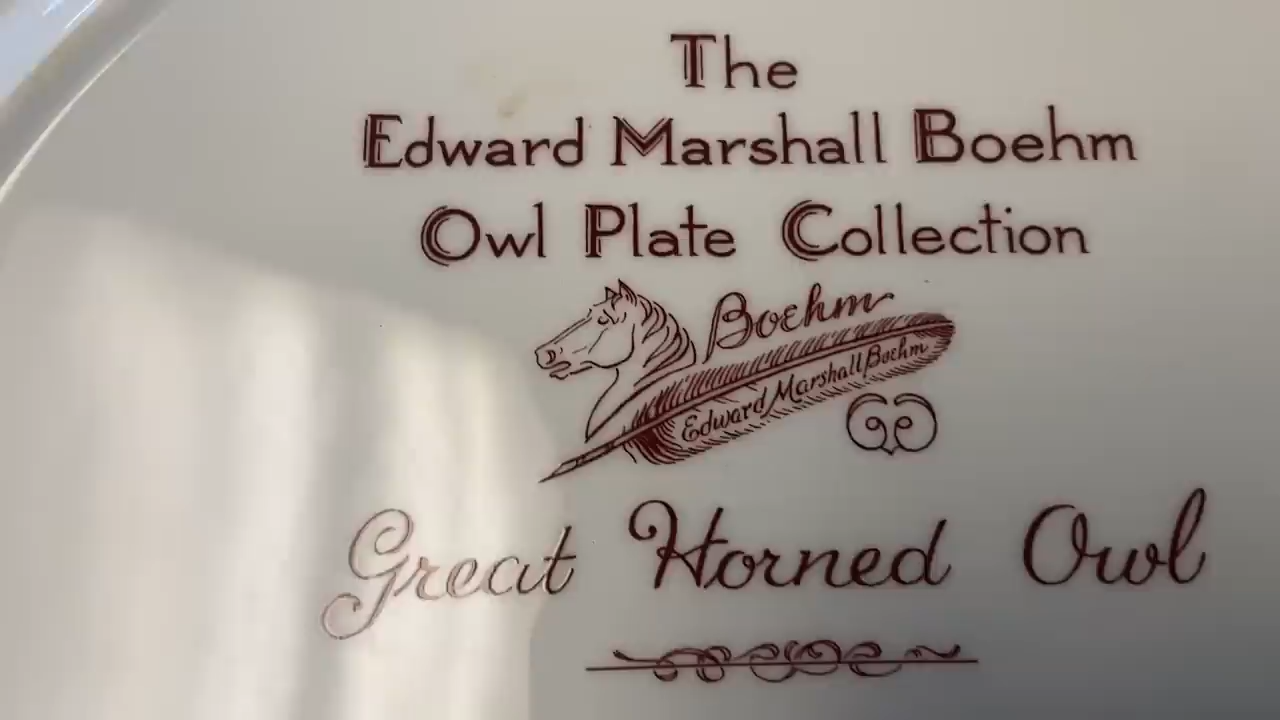 The
Edward Marshall Boehm
Owl Plate Collection
Boehm
Edward Marshall Boehm
Great Horned Owl